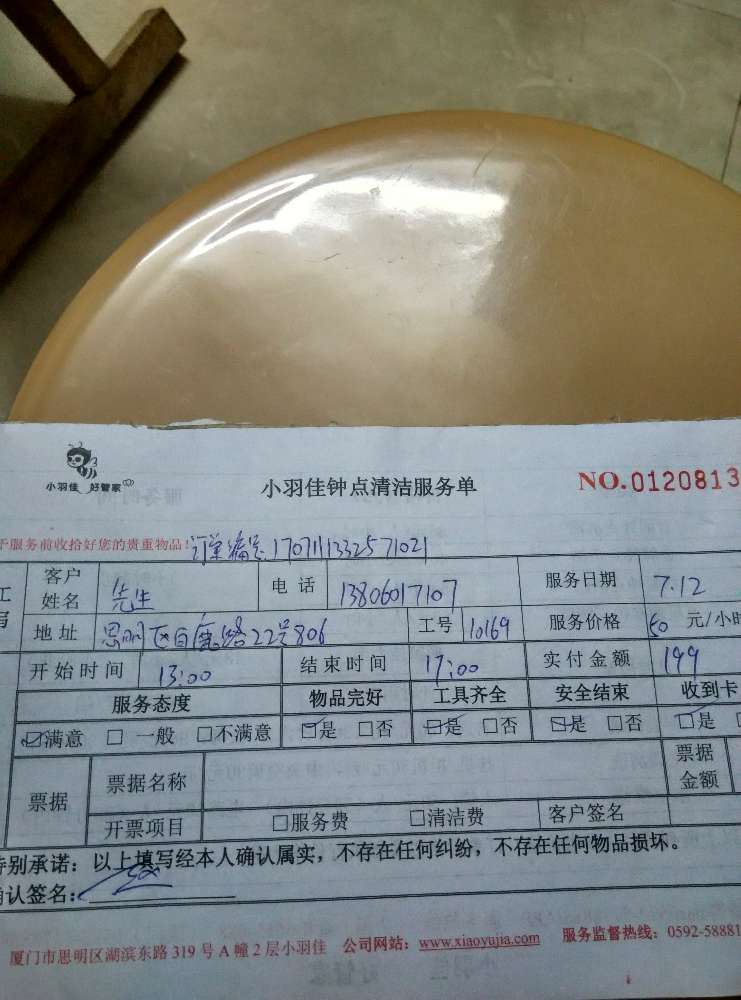 小羽佳 好管家
小羽佳钟点清洁服务单
NO.0120813
服务前收拾好您的贵重物品！订单编号:170711332571021
客户姓名 先生 电话 13806017107 服务日期 7.12
地址 思明区自康路22号806 工号 10169 服务价格 50 元/小时
开始时间 13:00 结束时间 17:00 实付金额 199
服务态度 物品完好 工具齐全 安全结束 收到卡
☑满意 □一般 □不满意 ☑是 □否 ☑是 □否 ☑是 □否 ☑是
票据 票据名称 票据金额
开票项目 □服务费 □清洁费 客户签名
特别承诺：以上填写经本人确认属实，不存在任何纠纷，不存在任何物品损坏。
确认签名:
厦门市思明区湖滨东路319号A幢2层小羽佳 公司网站：www.xiaoyujia.com 服务监督热线：0592-58881